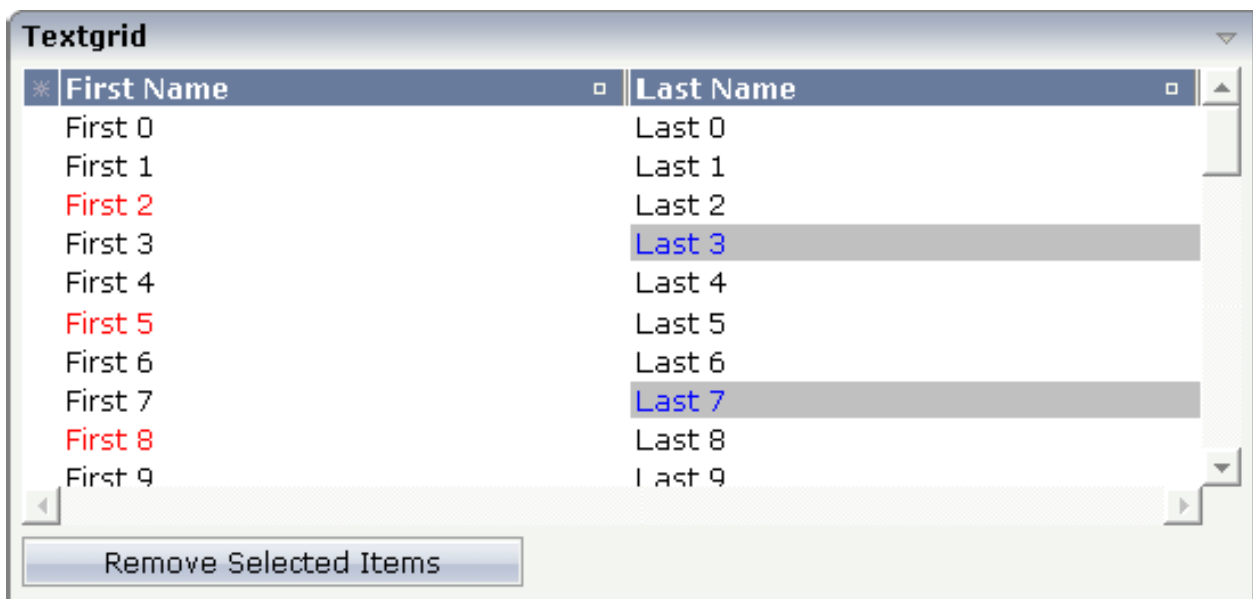 Textgrid
First Name Last Name
First 0 Last 0
First 1 Last 1
First 2 Last 2
First 3 Last 3
First 4 Last 4
First 5 Last 5
First 6 Last 6
First 7 Last 7
First 8 Last 8
First 9 Last 9
Remove Selected Items